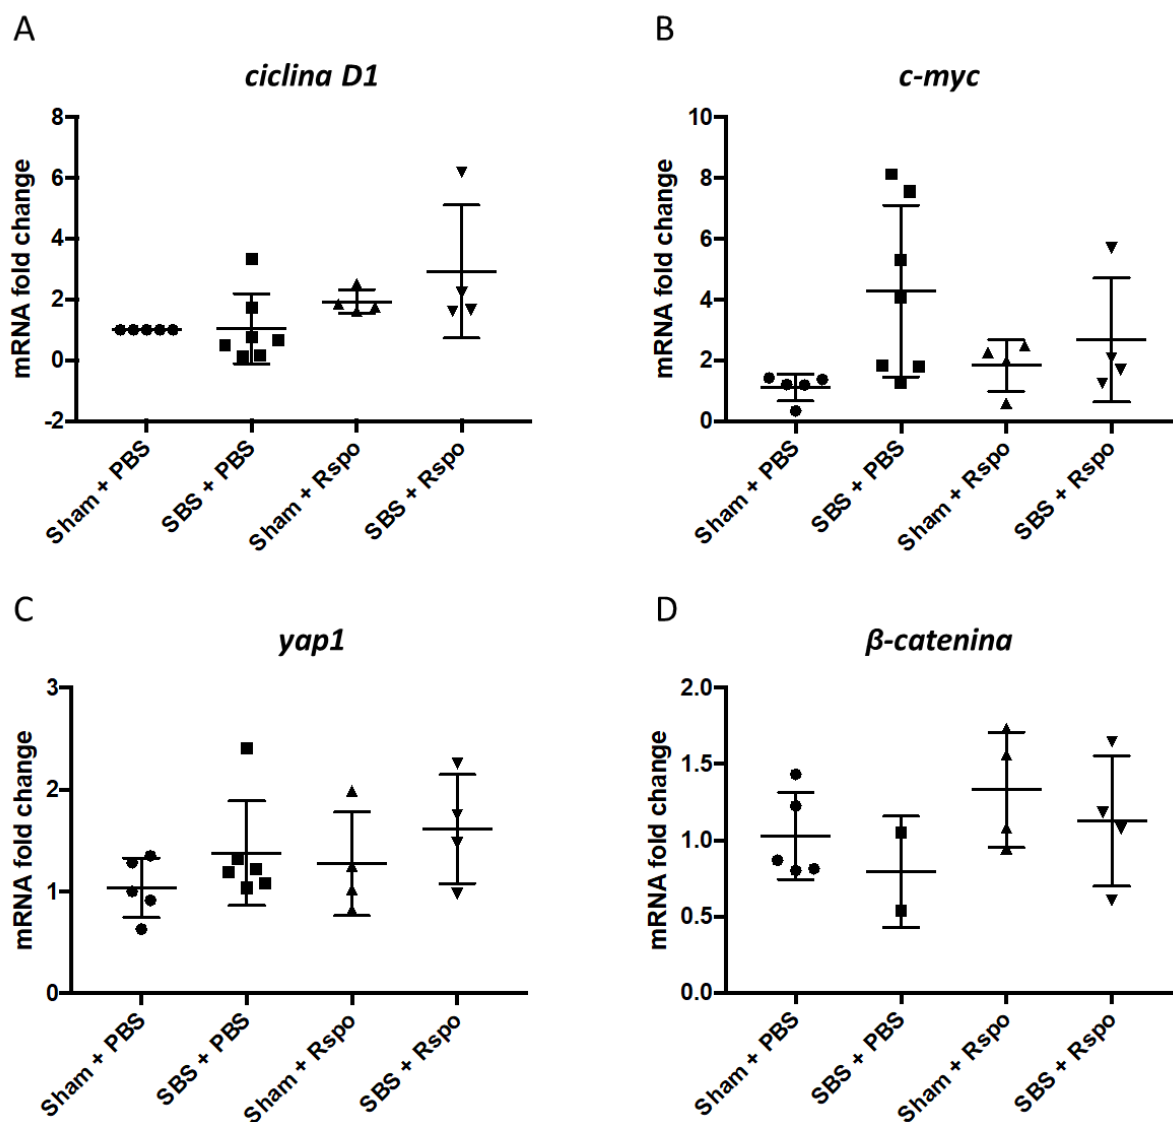 A
ciclina D1
mRNA fold change
8
6
4
2
0
-2
Sham + PBS
SBS + PBS
Sham + Rspo
SBS + Rspo
B
c-myc
mRNA fold change
10
8
6
4
2
0
Sham + PBS
SBS + PBS
Sham + Rspo
SBS + Rspo
C
yap1
mRNA fold change
3
2
1
0
Sham + PBS
SBS + PBS
Sham + Rspo
SBS + Rspo
D
β-catenina
mRNA fold change
2.0
1.5
1.0
0.5
0.0
Sham + PBS
SBS + PBS
Sham + Rspo
SBS + Rspo